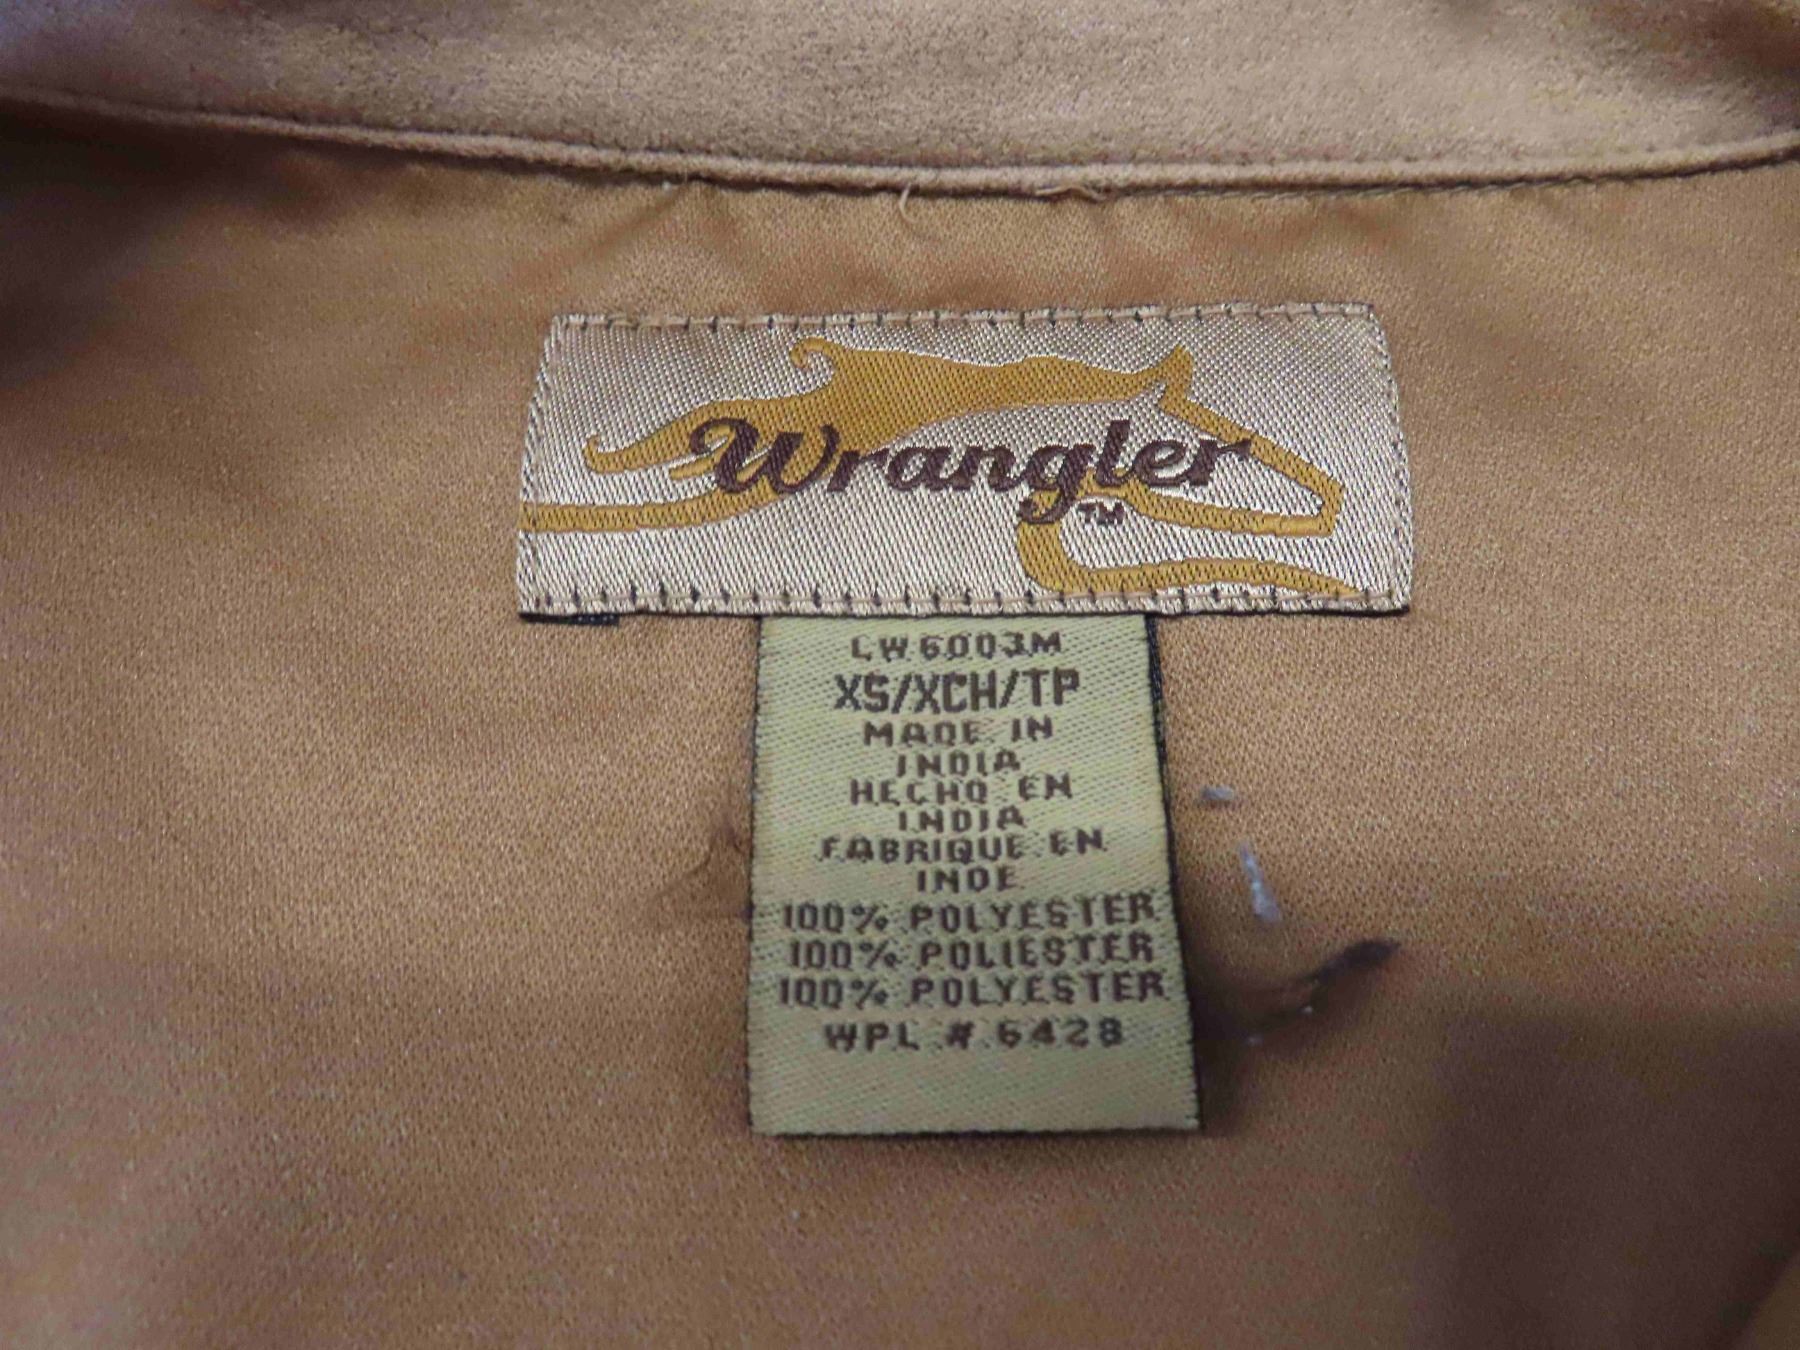 Wrangler TM
LW6003M
XS/XCH/TP
MADE IN
INDIA
HECHO EN
INDIA
FABRIQUE EN
INDE
100% POLYESTER
100% POLIESTER
100% POLYESTER
WPL # 6428